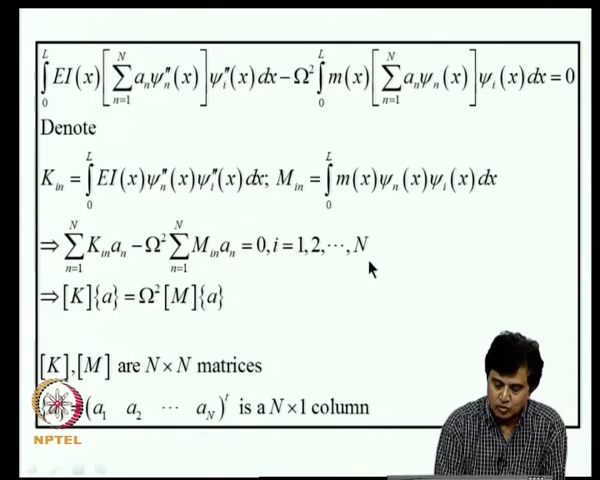 ∫₀ᴸ EI(x)[∑ₙ₌₁ᴺ aₙψₙ″(x)]ψᵢ″(x)dx − Ω²∫₀ᴸ m(x)[∑ₙ₌₁ᴺ aₙψₙ(x)]ψᵢ(x)dx = 0
Denote
Kᵢₙ = ∫₀ᴸ EI(x)ψₙ″(x)ψᵢ″(x)dx; Mᵢₙ = ∫₀ᴸ m(x)ψₙ(x)ψᵢ(x)dx
⇒ ∑ₙ₌₁ᴺ Kᵢₙaₙ − Ω² ∑ₙ₌₁ᴺ Mᵢₙaₙ = 0, i = 1, 2, ⋯, N
⇒ [K]{a} = Ω²[M]{a}
[K],[M] are N × N matrices
{a} = (a₁ a₂ ⋯ a_N)ᵗ is a N × 1 column
NPTEL